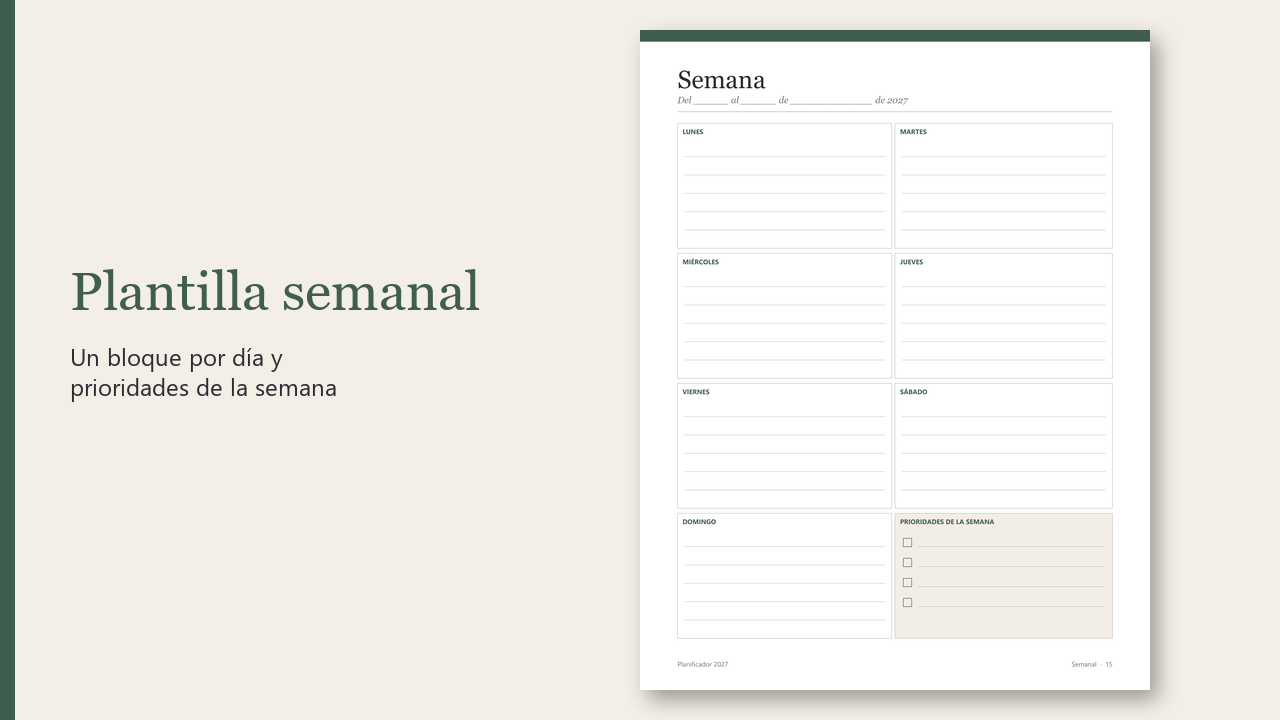 Plantilla semanal
Un bloque por día y
prioridades de la semana
Semana
Del ______ al ______ de ______________ de 2027
LUNES
MARTES
MIÉRCOLES
JUEVES
VIERNES
SÁBADO
DOMINGO
PRIORIDADES DE LA SEMANA
Planificador 2027
Semanal · 15